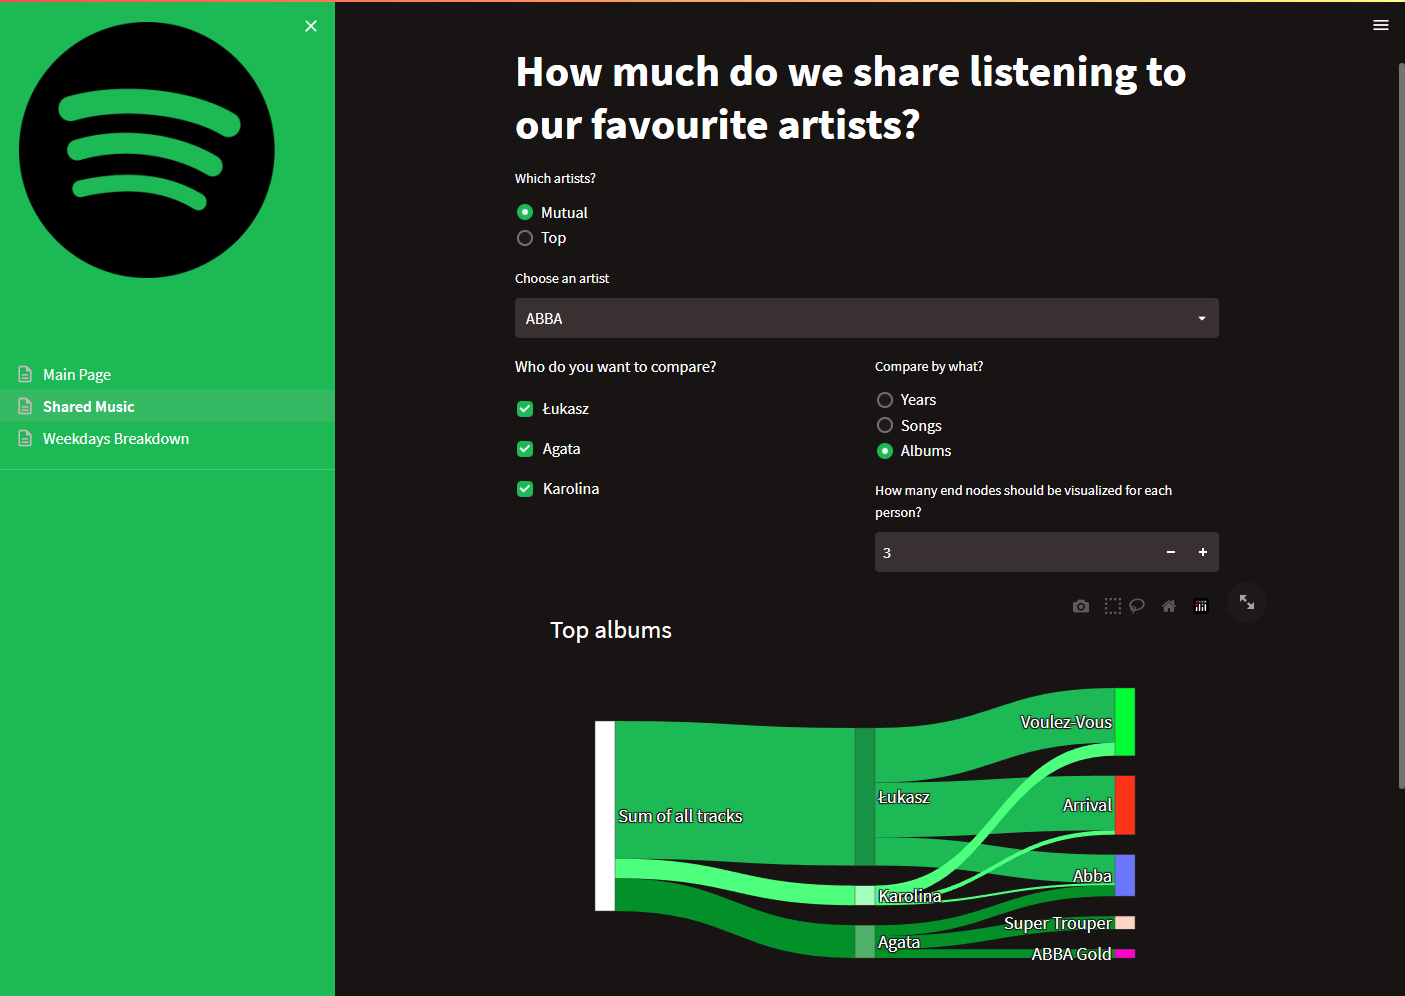 How much do we share listening to
our favourite artists?
Which artists?
Mutual
Top
Choose an artist
ABBA
Main Page
Shared Music
Weekdays Breakdown
Who do you want to compare?
Łukasz
Agata
Karolina
Compare by what?
Years
Songs
Albums
How many end nodes should be visualized for each
person?
3
Top albums
Sum of all tracks
Łukasz
Karolina
Agata
Voulez-Vous
Arrival
Abba
Super Trouper
ABBA Gold